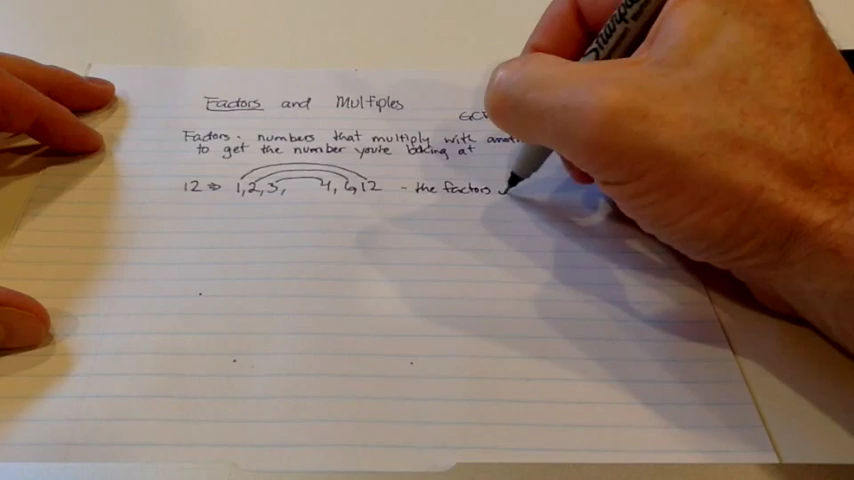 Sharpie
Factors and Multiples
Factors - numbers that multiply with
to get the number you're looking at
12 ⇒ 1, 2, 3, 4, 6, 12 - the factors